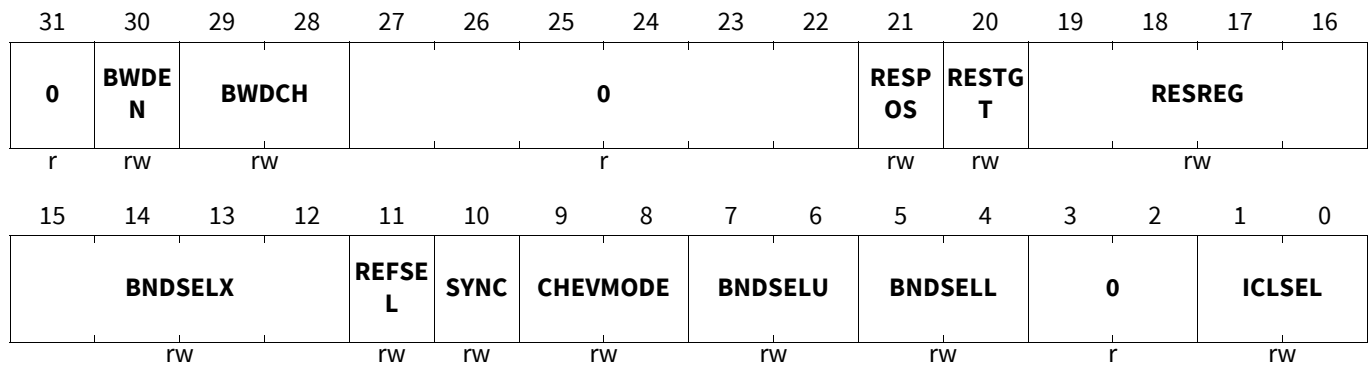 31 30 29 28 27 26 25 24 23 22 21 20 19 18 17 16
0 BWDE BWDCH 0 RESP RESTG RESREG
N OS T
r rw rw r rw rw rw
15 14 13 12 11 10 9 8 7 6 5 4 3 2 1 0
BNDSELX REFSE SYNC CHEVMODE BNDSELU BNDSELL 0 ICLSEL
L
rw rw rw rw rw rw r rw